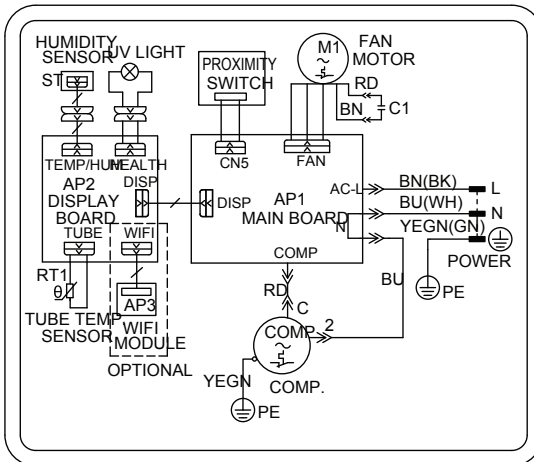 HUMIDITY
SENSOR
UV LIGHT
ST
PROXIMITY
SWITCH
M1
FAN
MOTOR
RD
BN
C1
TEMP/HUM
HEALTH
CN5
FAN
AP2
DISPLAY
BOARD
DISP
DISP
AP1
MAIN BOARD
AC-L
N
BN(BK)
L
BU(WH)
N
YEGN(GN)
POWER
PE
TUBE
WIFI
COMP
BU
RT1
θ
TUBE TEMP
SENSOR
AP3
WIFI
MODULE
OPTIONAL
RD
C
COMP.
2
YEGN
COMP.
PE